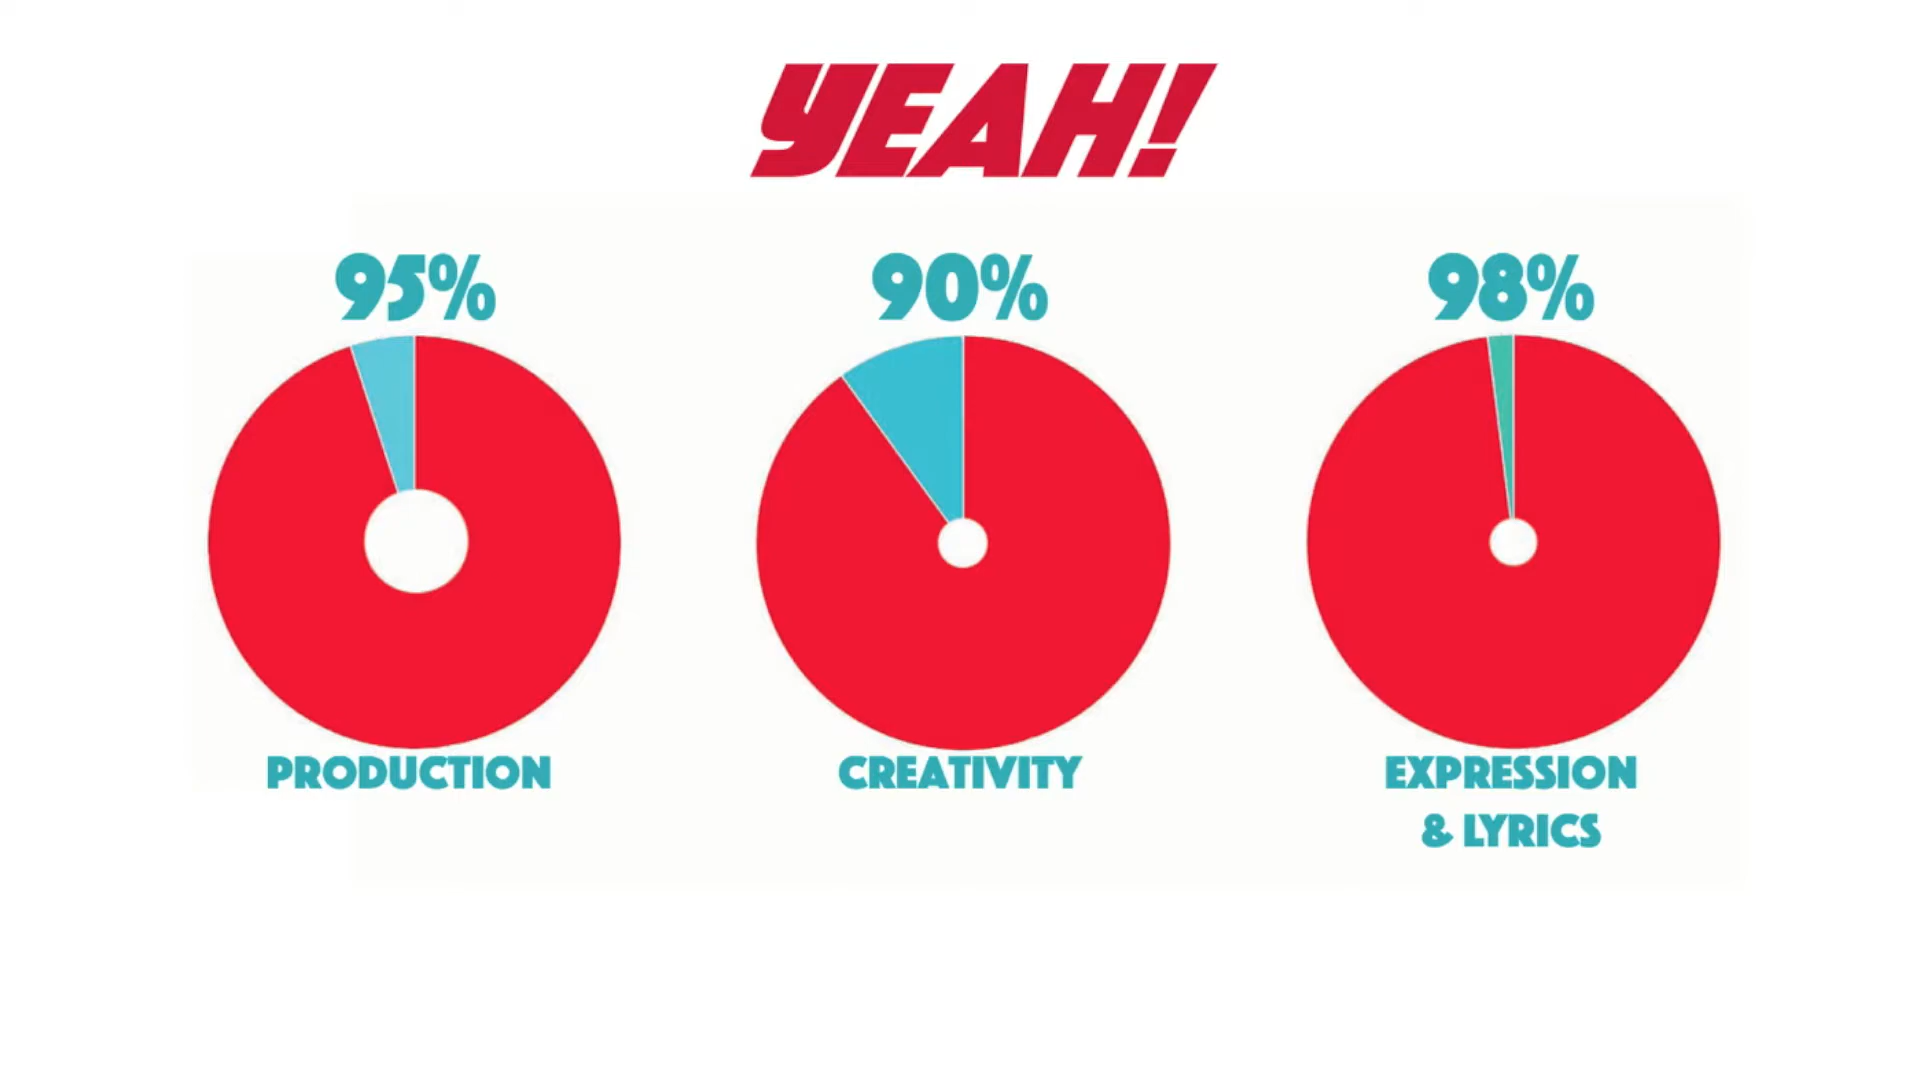 YEAH!
95%
90%
98%
PRODUCTION
CREATIVITY
EXPRESSION
& LYRICS